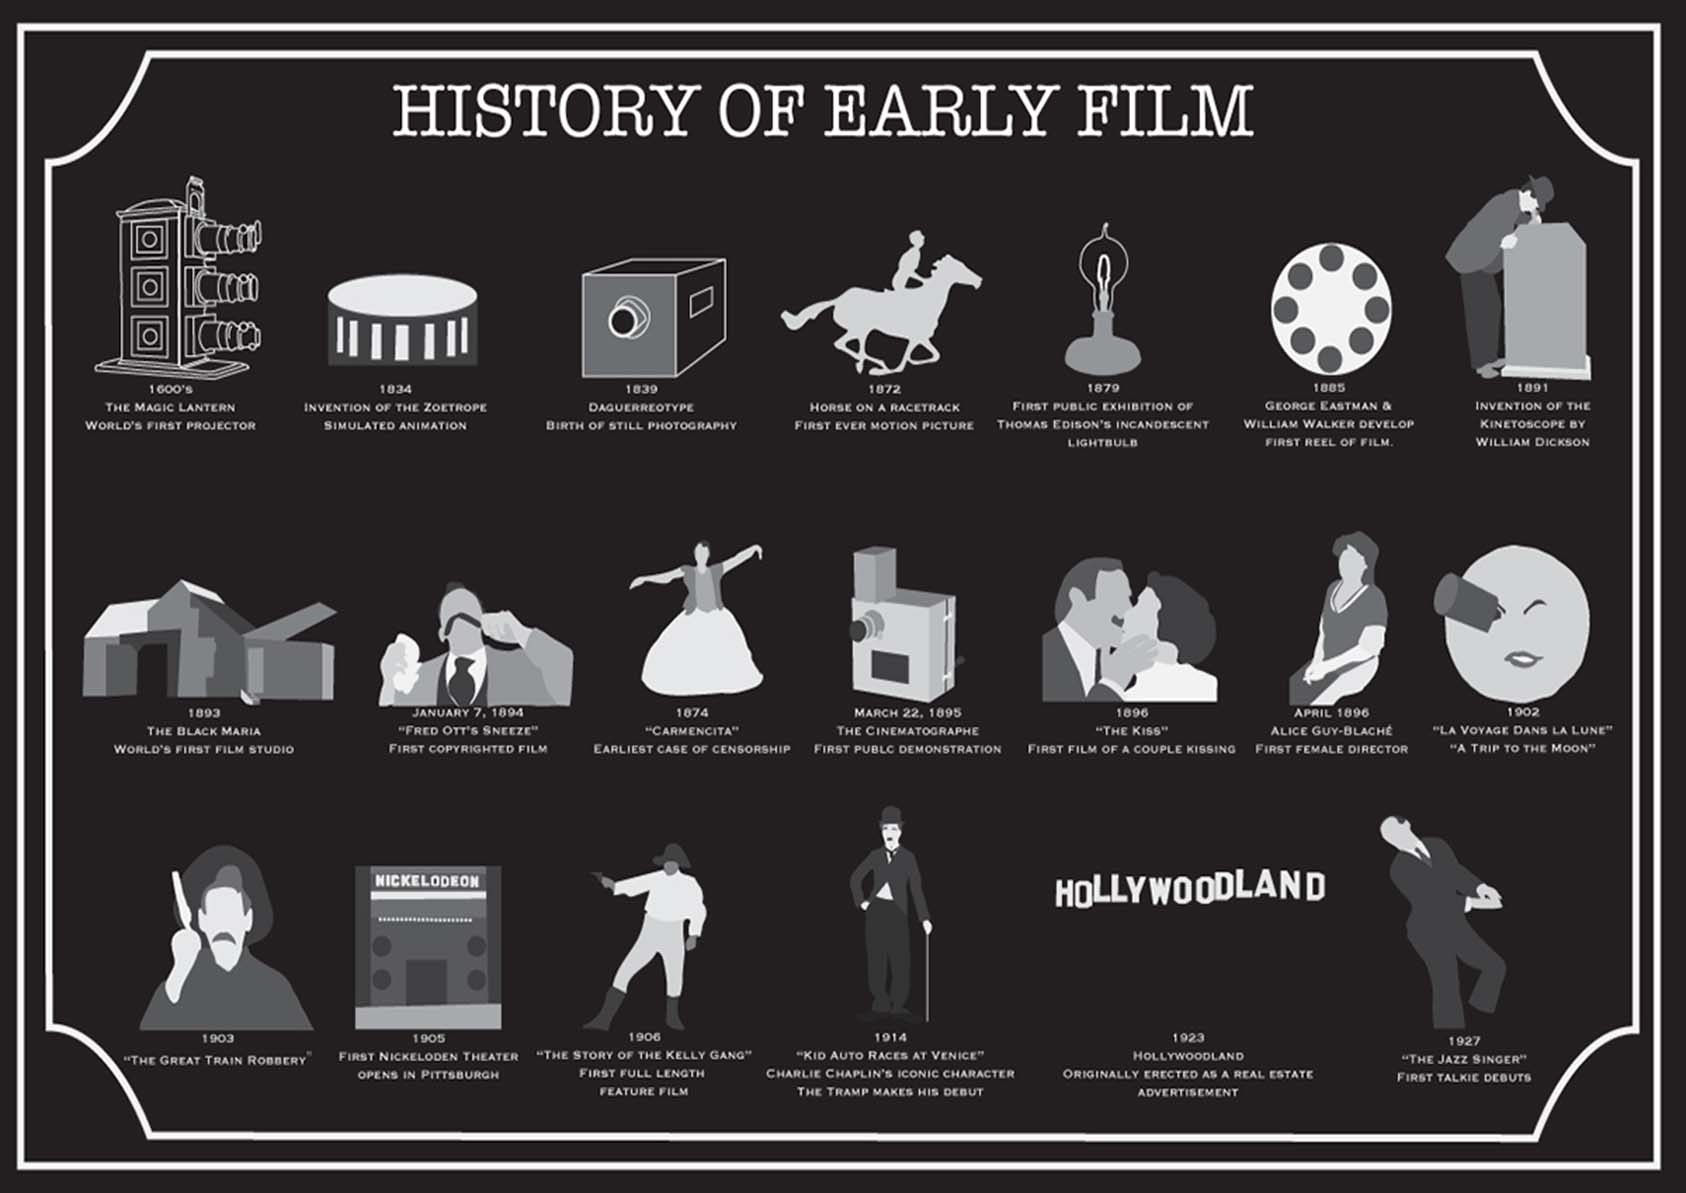 HISTORY OF EARLY FILM
1600's
THE MAGIC LANTERN
WORLD'S FIRST PROJECTOR
1834
INVENTION OF THE ZOETROPE
SIMULATED ANIMATION
1839
DAGUERREOTYPE
BIRTH OF STILL PHOTOGRAPHY
1872
HORSE ON A RACETRACK
FIRST EVER MOTION PICTURE
1879
FIRST PUBLIC EXHIBITION OF
THOMAS EDISON'S INCANDESCENT
LIGHTBULB
1885
GEORGE EASTMAN &
WILLIAM WALKER DEVELOP
FIRST REEL OF FILM.
1891
INVENTION OF THE
KINETOSCOPE BY
WILLIAM DICKSON
1893
THE BLACK MARIA
WORLD'S FIRST FILM STUDIO
JANUARY 7, 1894
"FRED OTT'S SNEEZE"
FIRST COPYRIGHTED FILM
1874
"CARMENCITA"
EARLIEST CASE OF CENSORSHIP
MARCH 22, 1895
THE CINEMATOGRAPHE
FIRST PUBLC DEMONSTRATION
1896
"THE KISS"
FIRST FILM OF A COUPLE KISSING
APRIL 1896
ALICE GUY-BLACHÉ
FIRST FEMALE DIRECTOR
1902
"LA VOYAGE DANS LA LUNE"
"A TRIP TO THE MOON"
1903
"THE GREAT TRAIN ROBBERY"
NICKELODEON
1905
FIRST NICKELODEN THEATER
OPENS IN PITTSBURGH
1906
"THE STORY OF THE KELLY GANG"
FIRST FULL LENGTH
FEATURE FILM
1914
"KID AUTO RACES AT VENICE"
CHARLIE CHAPLIN'S ICONIC CHARACTER
THE TRAMP MAKES HIS DEBUT
HOLLYWOODLAND
1923
HOLLYWOODLAND
ORIGINALLY ERECTED AS A REAL ESTATE
ADVERTISEMENT
1927
"THE JAZZ SINGER"
FIRST TALKIE DEBUTS